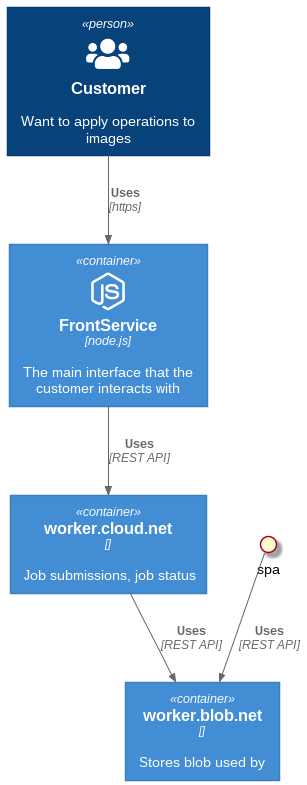 «person»
Customer
Want to apply operations to
images
Uses
[https]
«container»
JS
FrontService
[node.js]
The main interface that the
customer interacts with
Uses
[REST API]
«container»
worker.cloud.net
[]
Job submissions, job status
spa
Uses
[REST API]
Uses
[REST API]
«container»
worker.blob.net
[]
Stores blob used by